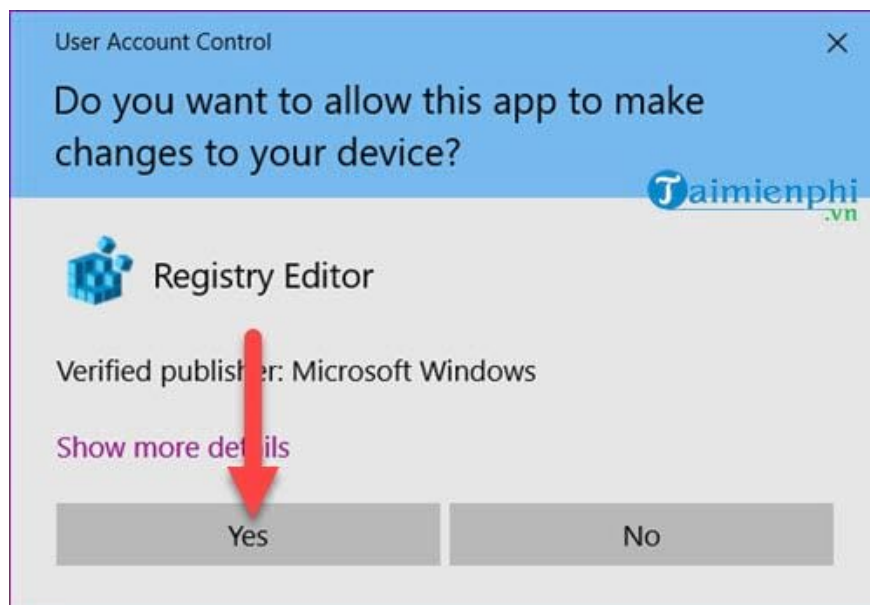 User Account Control
Do you want to allow this app to make
changes to your device?
Taimienphi
.vn
Registry Editor
Verified publisher: Microsoft Windows
Show more details
Yes
No